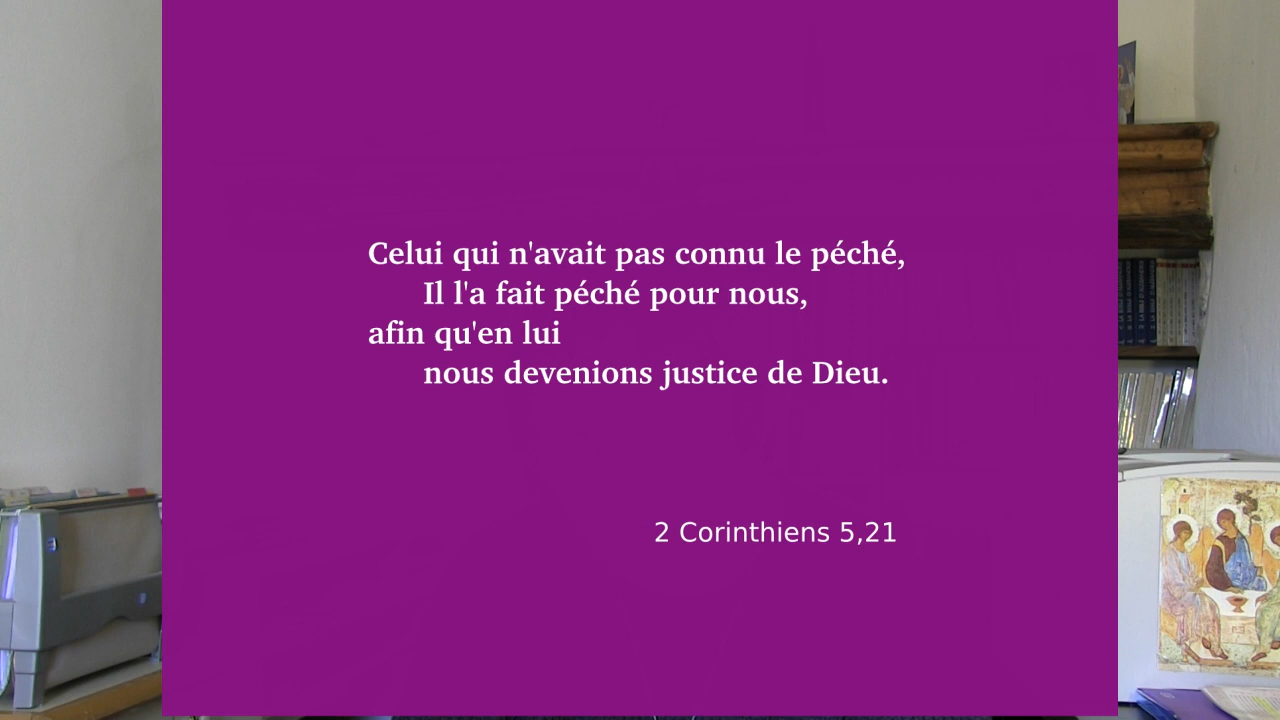 Celui qui n'avait pas connu le péché,
Il l'a fait péché pour nous,
afin qu'en lui
nous devenions justice de Dieu.
2 Corinthiens 5,21